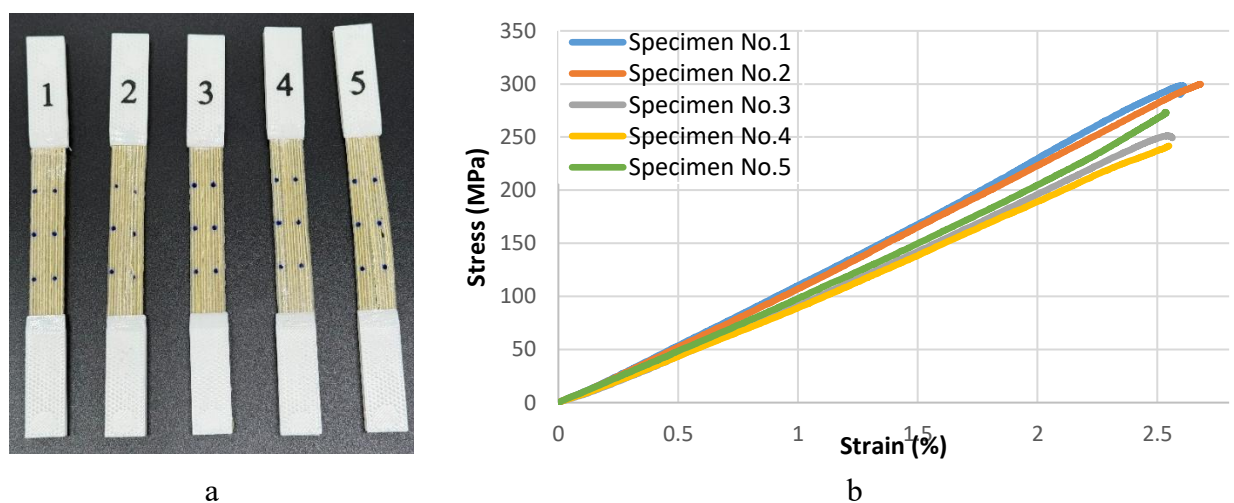 1 2 3 4 5
a
350
300
250
200
150
100
50
0
Stress (MPa)
Specimen No.1
Specimen No.2
Specimen No.3
Specimen No.4
Specimen No.5
0 0.5 1 1.5 2 2.5
Strain (%)
b